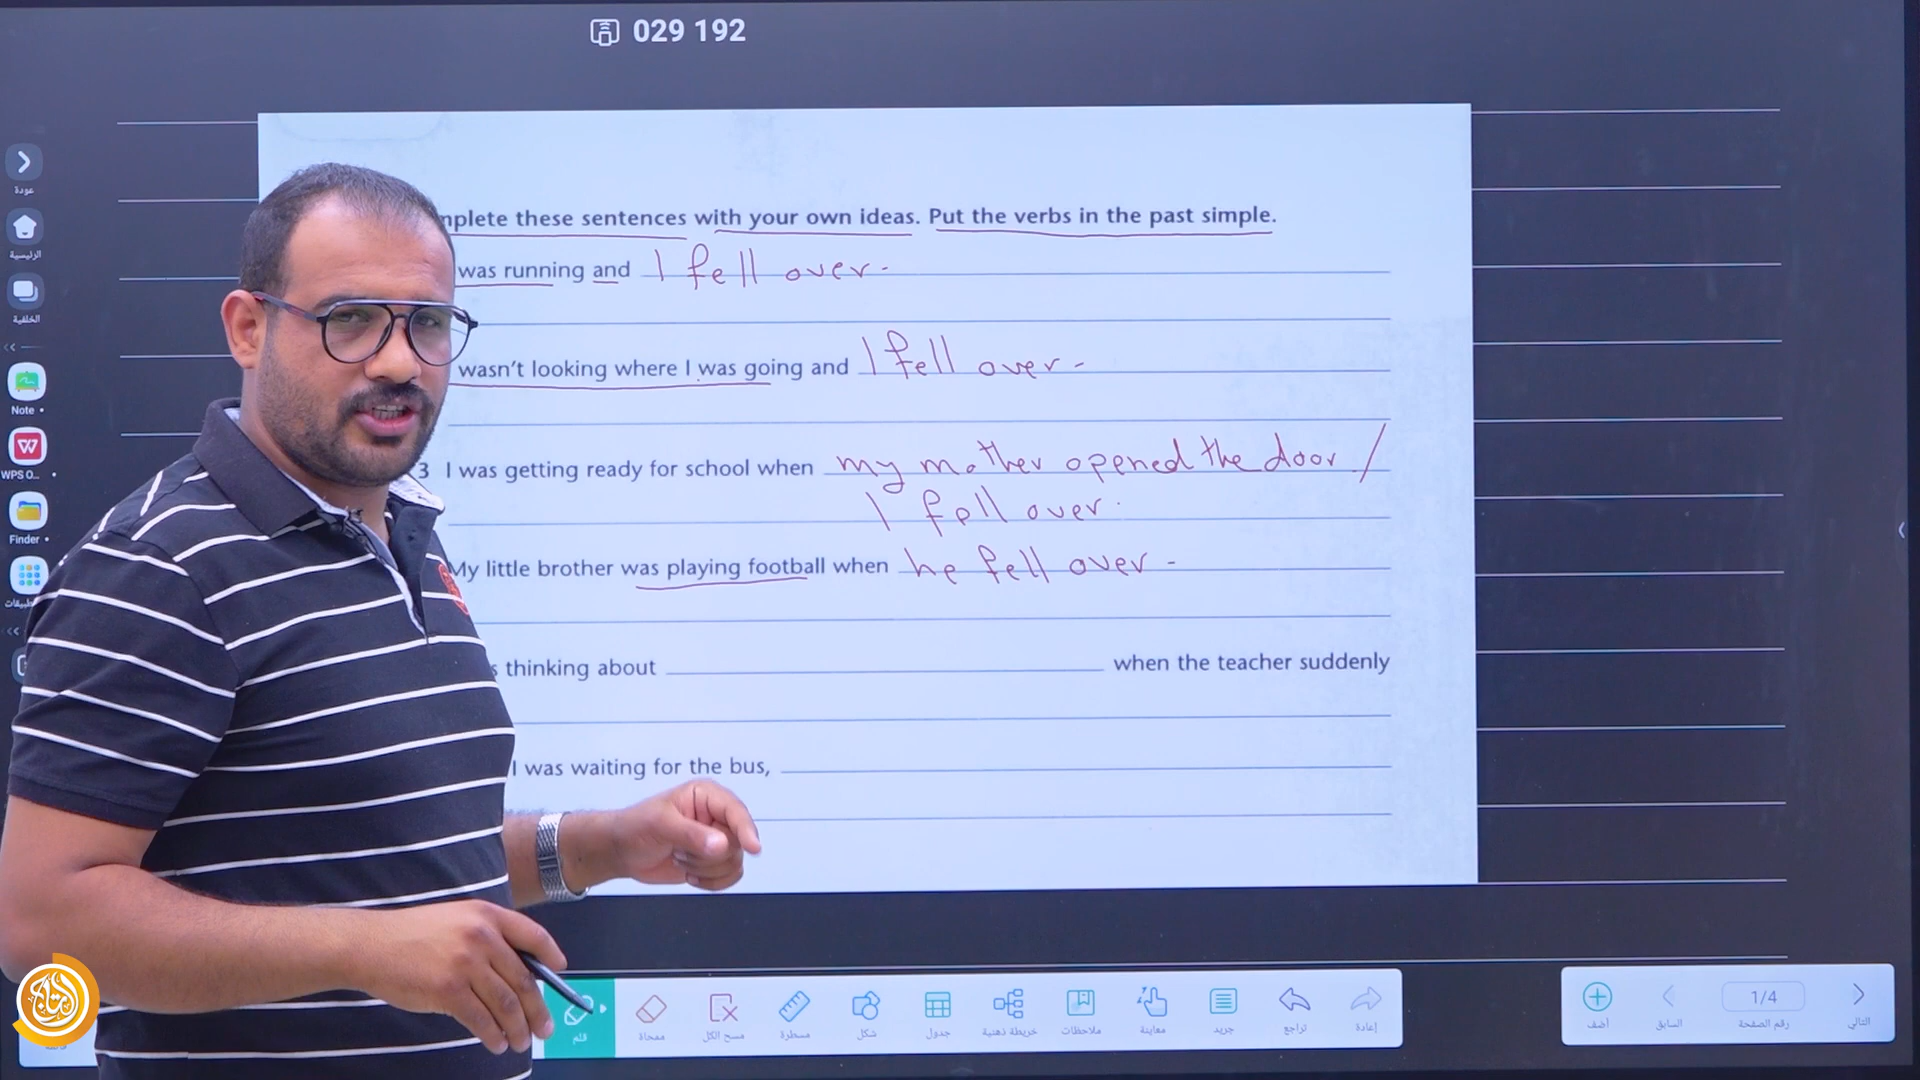 029 192
mplete these sentences with your own ideas. Put the verbs in the past simple.
was running and I fell over.
wasn't looking where I was going and I fell over.
3 I was getting ready for school when my mother opened the door /
I fell over.
My little brother was playing football when he fell over.
s thinking about ____ when the teacher suddenly
I was waiting for the bus, ____
عودة
الرئيسية
الخلفية
Note
WPS O...
Finder
قلم
ممحاة
مسح الكل
مسطرة
شكل
جدول
خريطة ذهنية
ملاحظات
معاينة
جريد
تراجع
إعادة
أضف
السابق
1/4
رقم الصفحة
التالي